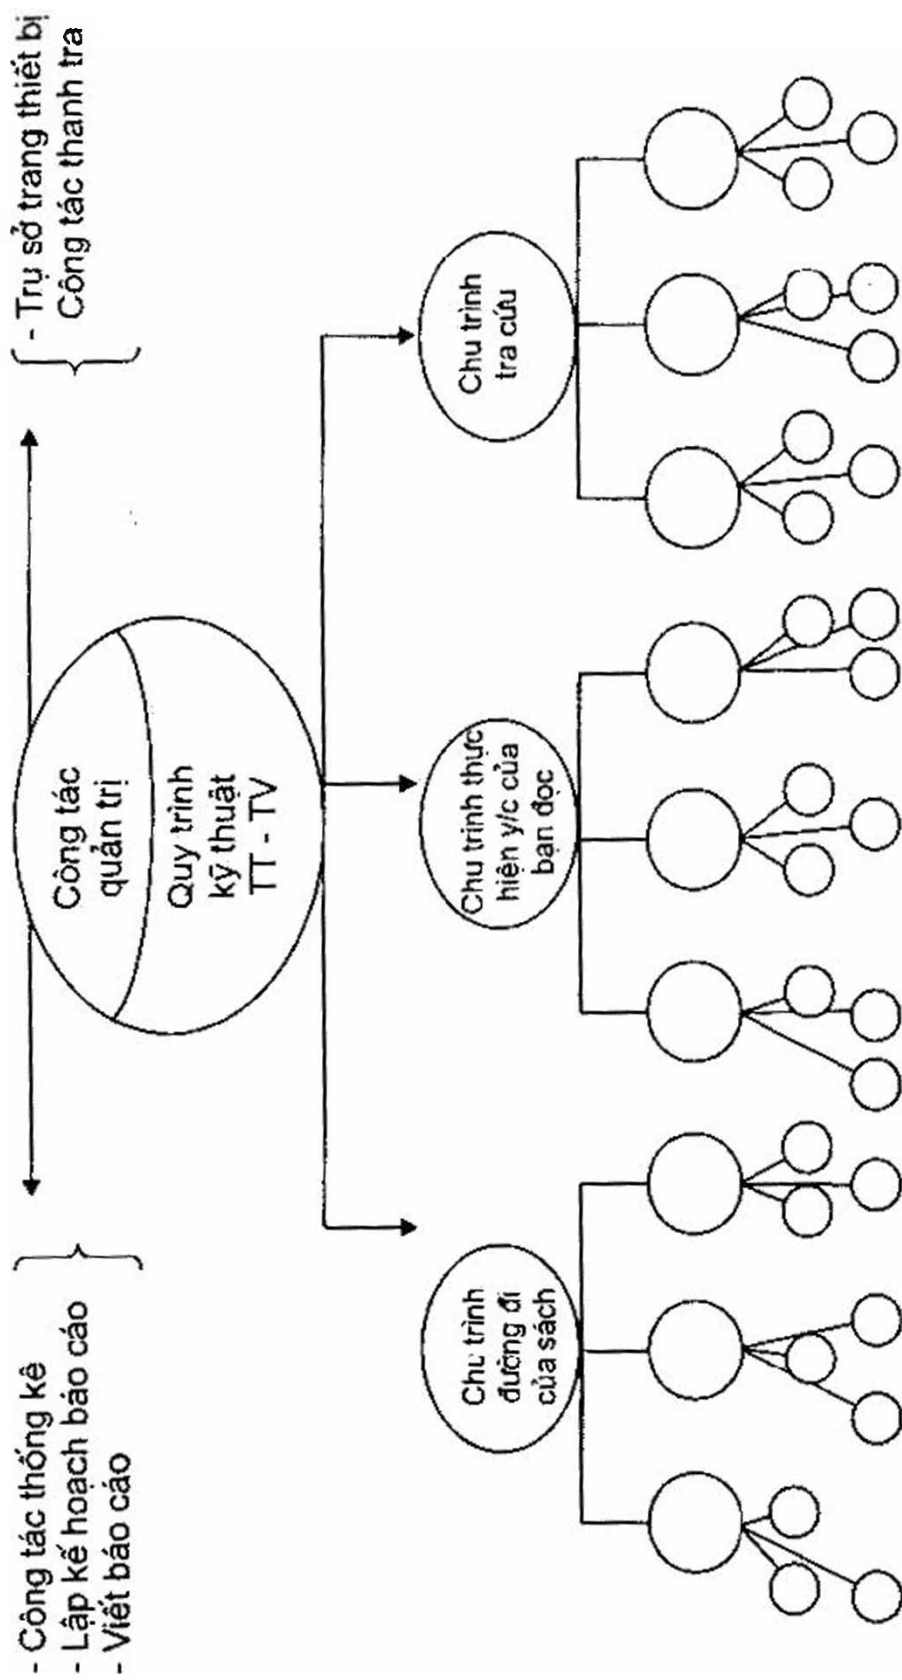 - Công tác thống kê
- Lập kế hoạch báo cáo
- Viết báo cáo
- Trụ sở trang thiết bị
Công tác thanh tra
Công tác
quản trị
Quy trình
kỹ thuật
TT - TV
Chu trình
đường đi
của sách
Chu trình thực
hiện y/c của
bạn đọc
Chu trình
tra cứu